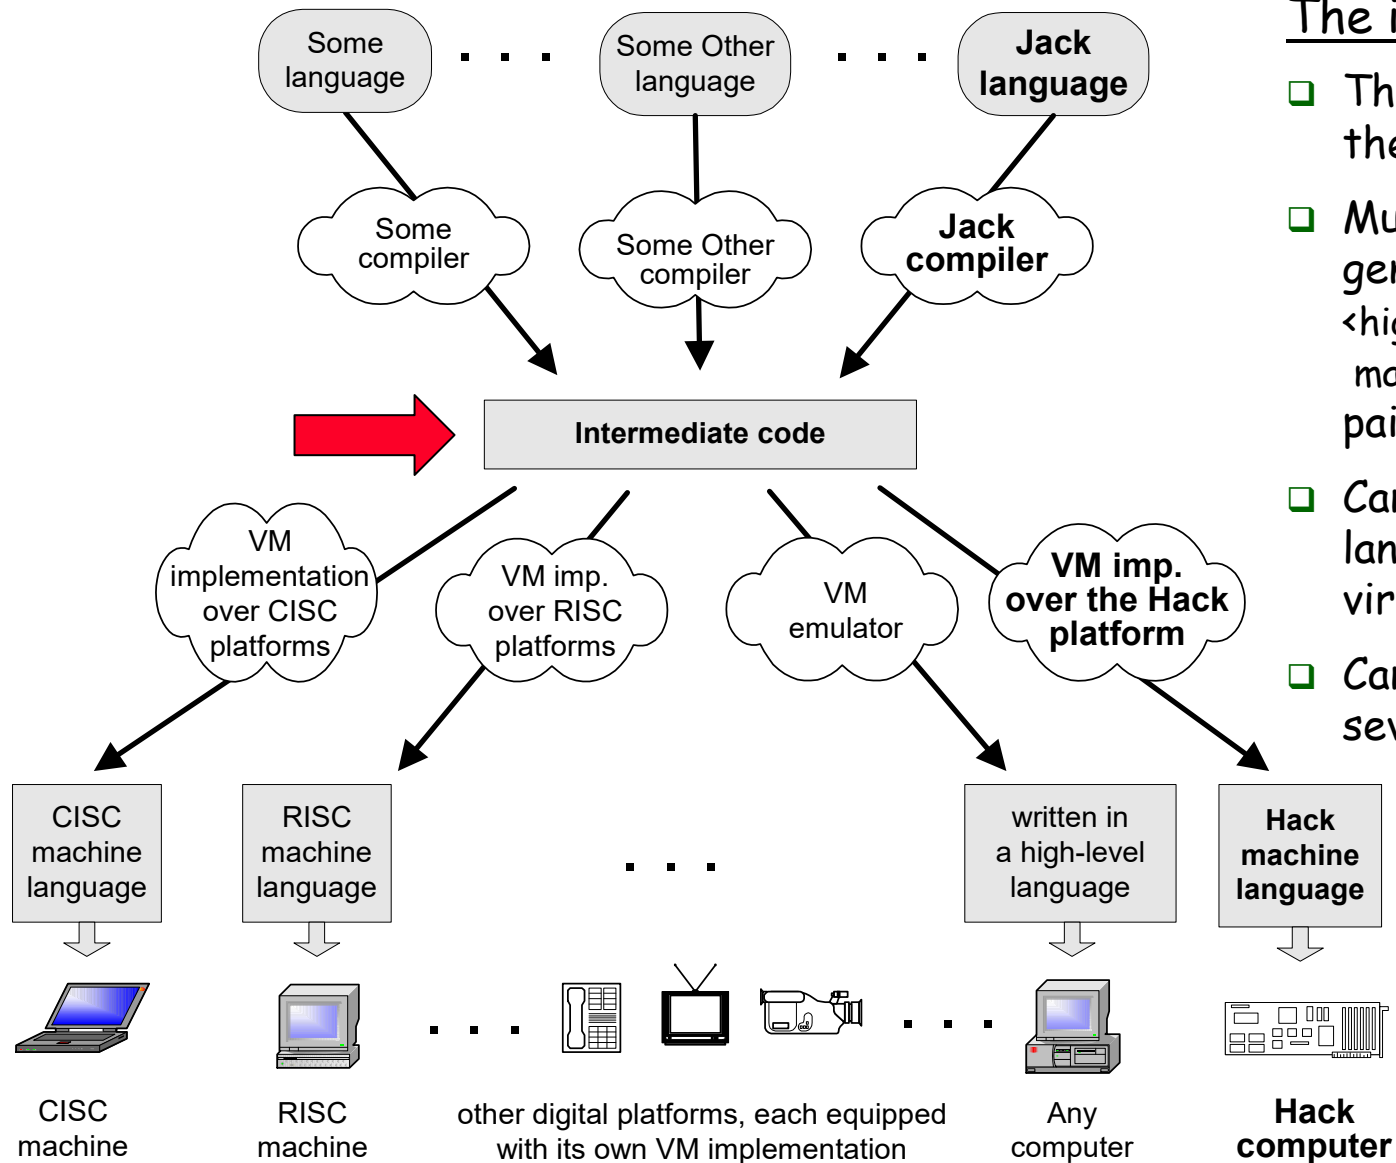 Some
language
. . .
Some Other
language
. . .
Jack
language
Some
compiler
Some Other
compiler
Jack
compiler
Intermediate code
VM
implementation
over CISC
platforms
VM imp.
over RISC
platforms
VM
emulator
VM imp.
over the Hack
platform
CISC
machine
language
RISC
machine
language
. . .
written in
a high-level
language
Hack
machine
language
. . .
. . .
CISC
machine
RISC
machine
other digital platforms, each equipped
with its own VM implementation
Any
computer
Hack
computer
The
<